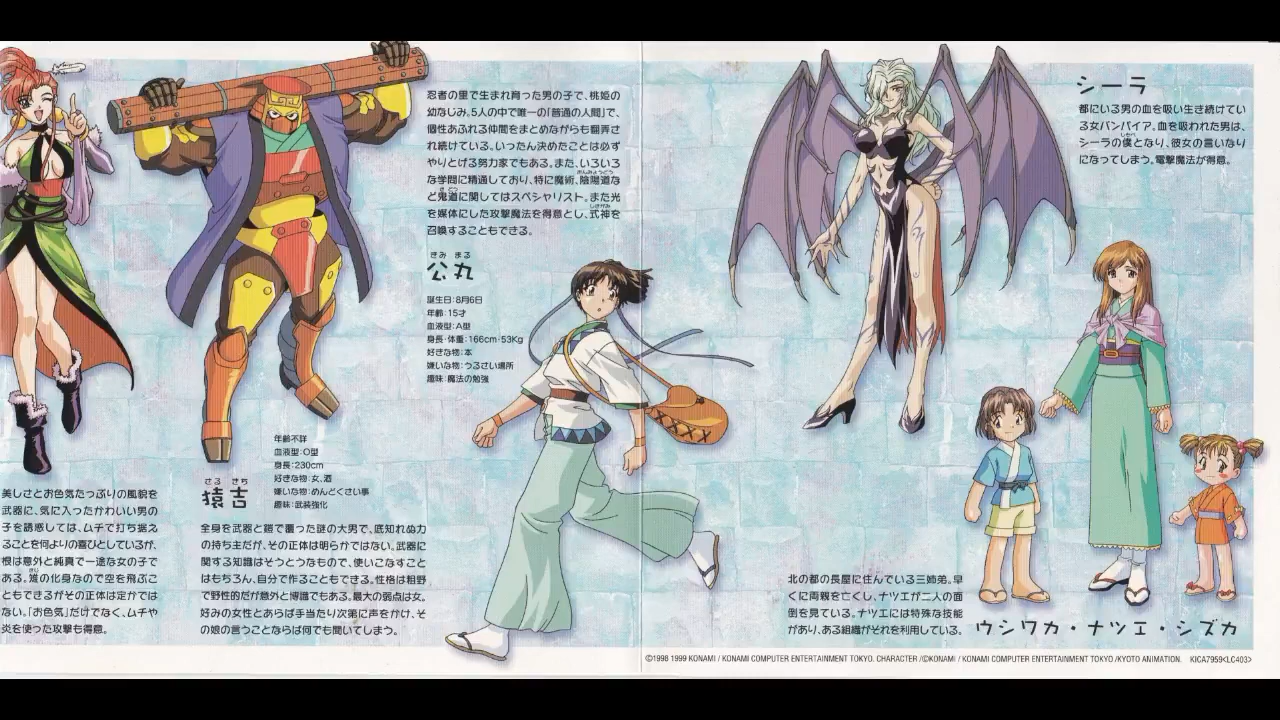 美しさとお色気たっぷりの風貌を
武器に、気に入ったかわいい男の
子を誘惑しては、ムチで打ち据え
ることを何よりの喜びとしているが、
根は意外と純真で一途な女の子で
ある。雉の化身なので空を飛ぶこ
ともできるがその正体は定かでは
ない。「お色気」だけでなく、ムチや
炎を使った攻撃も得意。
さる きち
猿吉
年齢不詳
血液型:O型
身長:230cm
好きな物:女、酒
嫌いな物:めんどくさい事
趣味:武装強化
全身を武器と鎧で覆った謎の大男で、底知れぬ力
の持ち主だが、その正体は明らかではない。武器に
関する知識はそうとうなもので、使いこなすこと
はもちろん、自分で作ることもできる。性格は粗野
で野性的だが意外と博識でもある。最大の弱点は女。
好みの女性とあらば手当たり次第に声をかけ、そ
の娘の言うことならば何でも聞いてしまう。
忍者の里で生まれ育った男の子で、桃姫の
幼なじみ。5人の中で唯一の「普通の人間」で、
個性あふれる仲間をまとめながらも翻弄さ
れ続けている。いったん決めたことは必ず
やりとげる努力家でもある。また、いろいろ
な学問に精通しており、特に魔術、陰陽道な
ど鬼道に関してはスペシャリスト。また光
を媒体にした攻撃魔法を得意とし、式神を
召喚することもできる。
きみ まる
公丸
誕生日:8月6日
年齢:15才
血液型:A型
身長・体重:166cm・53Kg
好きな物:本
嫌いな物:うるさい場所
趣味:魔法の勉強
シーラ
都にいる男の血を吸い生き続けてい
る女バンパイア。血を吸われた男は、
シーラの僕となり、彼女の言いなり
になってしまう。電撃魔法が得意。
北の都の長屋に住んでいる三姉弟。早
くに両親を亡くし、ナツエが二人の面
倒を見ている。ナツエには特殊な技能
があり、ある組織がそれを利用している。
ウシワカ・ナツエ・シズカ
©1998 1999 KONAMI / KONAMI COMPUTER ENTERTAINMENT TOKYO. CHARACTER /©KONAMI / KONAMI COMPUTER ENTERTAINMENT TOKYO /KYOTO ANIMATION. KICA7959<LC403>